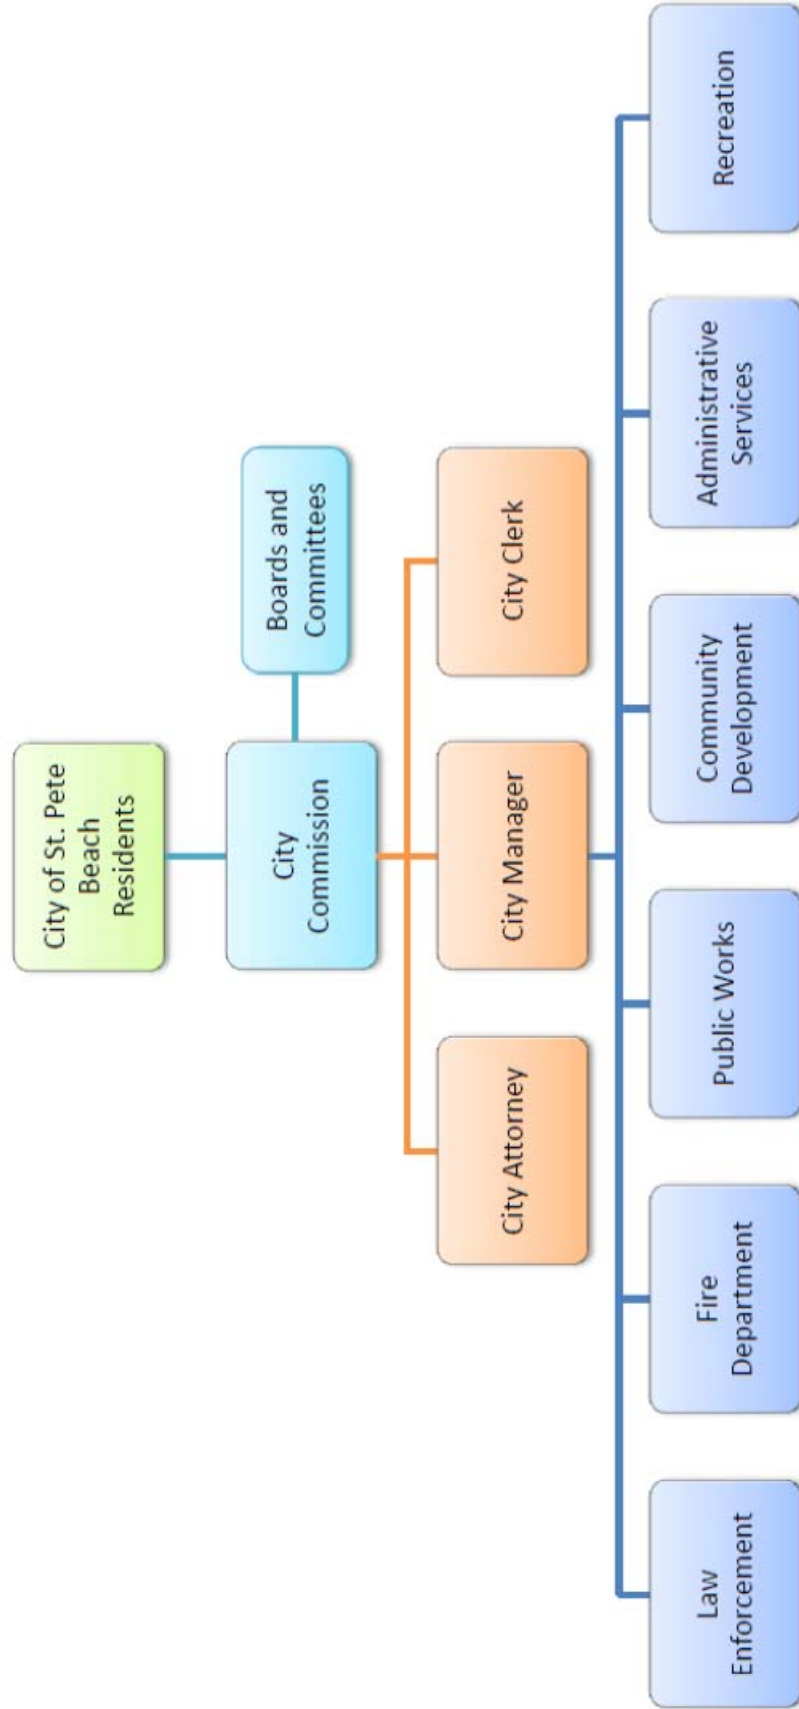 City of St. Pete
Beach
Residents
City
Commission
Boards and
Committees
City Attorney
City Manager
City Clerk
Law
Enforcement
Fire
Department
Public Works
Community
Development
Administrative
Services
Recreation